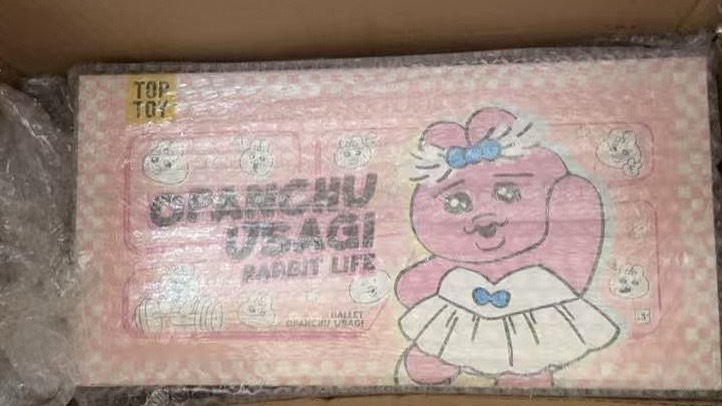 TOP
TOY
OPANCHU
USAGI
RABBIT LIFE
BALLET
OPANCHU USAGI